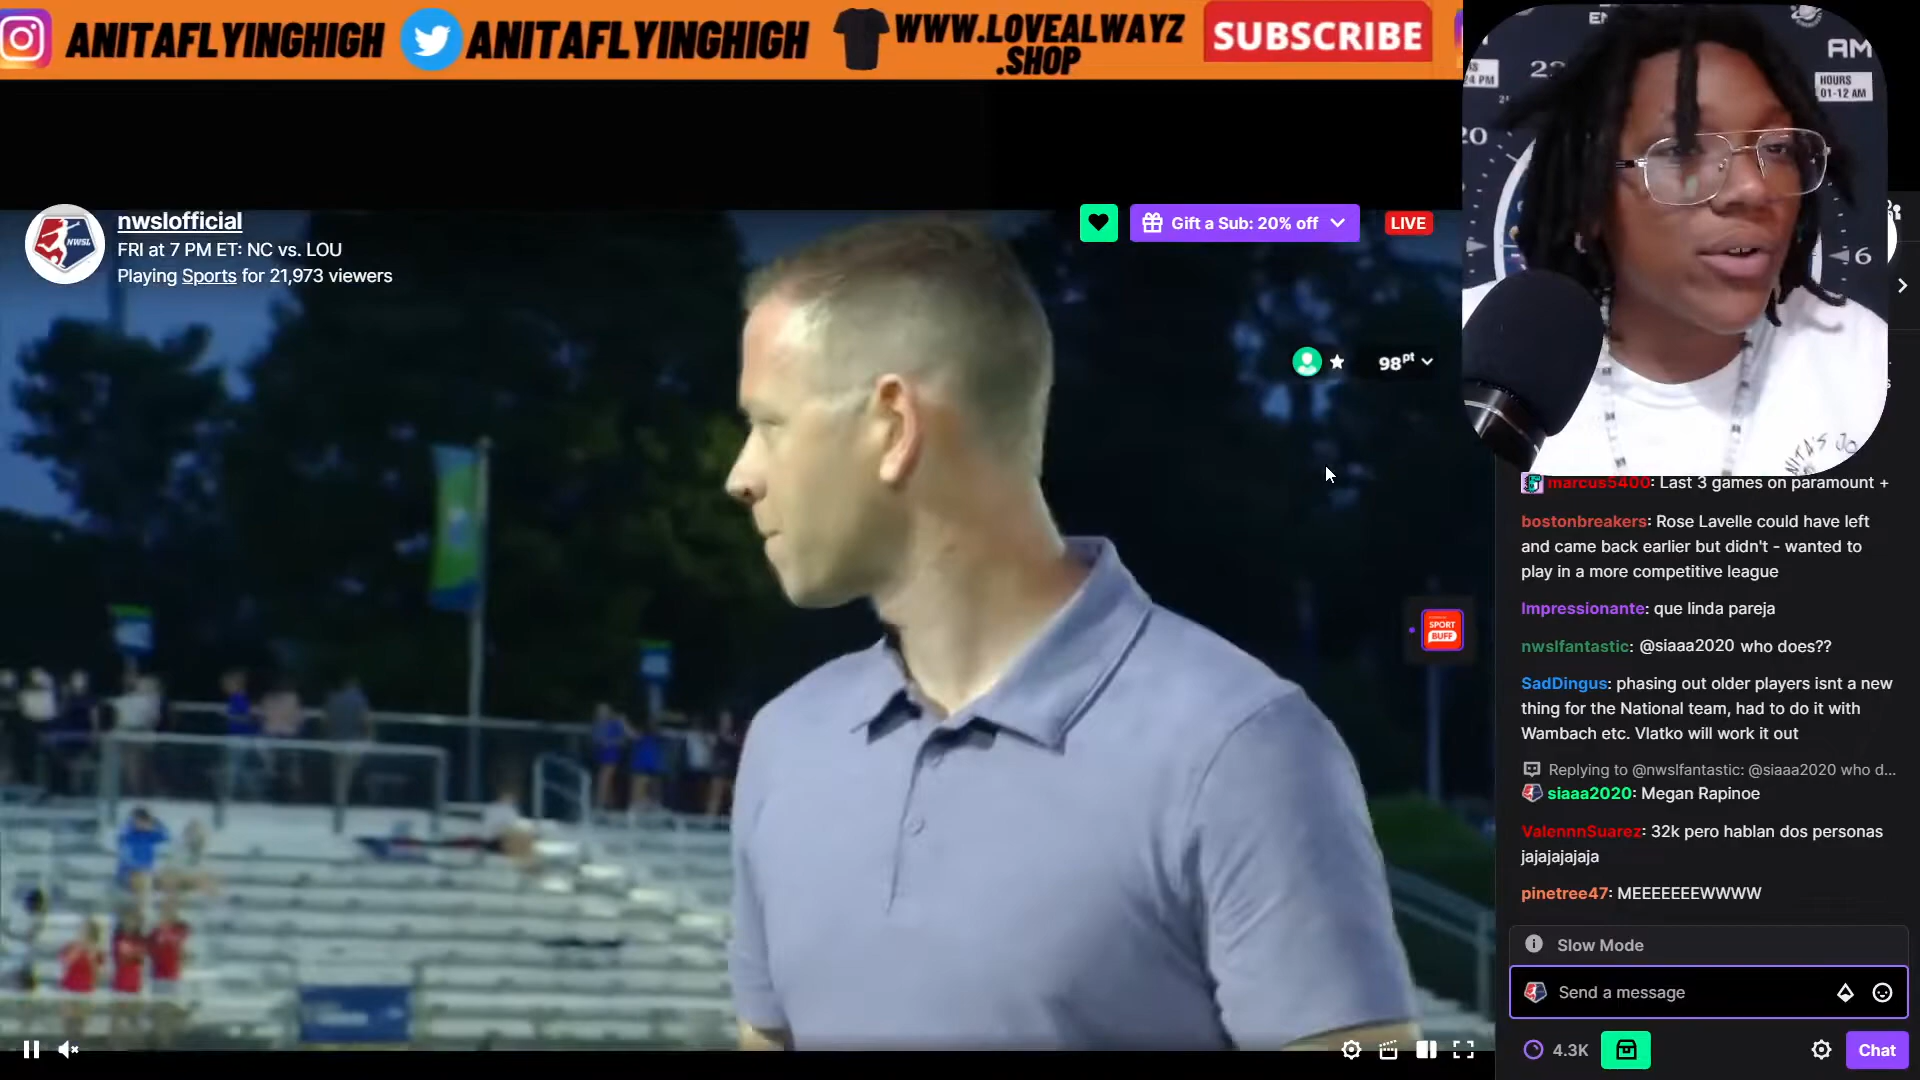 ANITAFLYINGHIGH
ANITAFLYINGHIGH
WWW.LOVEALWAYZ
.SHOP
SUBSCRIBE
AM
HOURS
01-12 AM
24 PM
20
6
nwslofficial
FRI at 7 PM ET: NC vs. LOU
Playing Sports for 21,973 viewers
Gift a Sub: 20% off
LIVE
NWSL
98pt
SPORT
BUFF
marcus5400: Last 3 games on paramount +
bostonbreakers: Rose Lavelle could have left
and came back earlier but didn't - wanted to
play in a more competitive league
Impressionante: que linda pareja
nwslfantastic: @siaaa2020 who does??
SadDingus: phasing out older players isnt a new
thing for the National team, had to do it with
Wambach etc. Vlatko will work it out
Replying to @nwslfantastic: @siaaa2020 who d...
siaaa2020: Megan Rapinoe
ValennnSuarez: 32k pero hablan dos personas
jajajajajaja
pinetree47: MEEEEEEEWWWW
Slow Mode
Send a message
4.3K
Chat